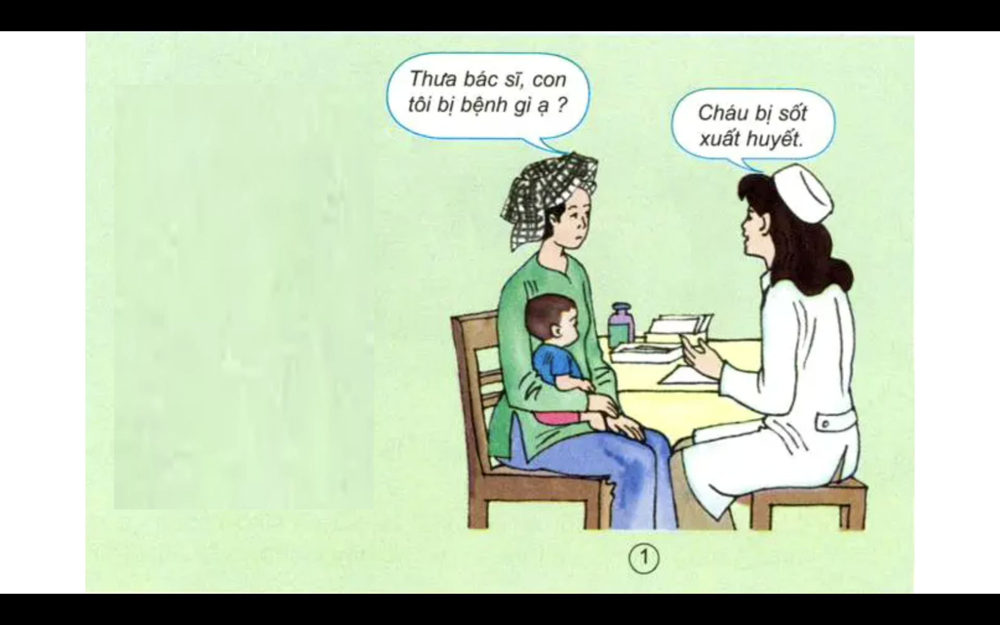 Thưa bác sĩ, con
tôi bị bệnh gì ạ ?
Cháu bị sốt
xuất huyết.
1